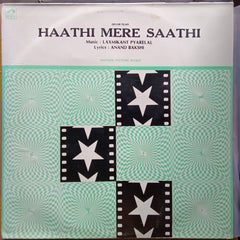 HAATHI MERE SAATHI
Music : LAXMIKANT PYARELAL
Lyrics : ANAND BAKSHI